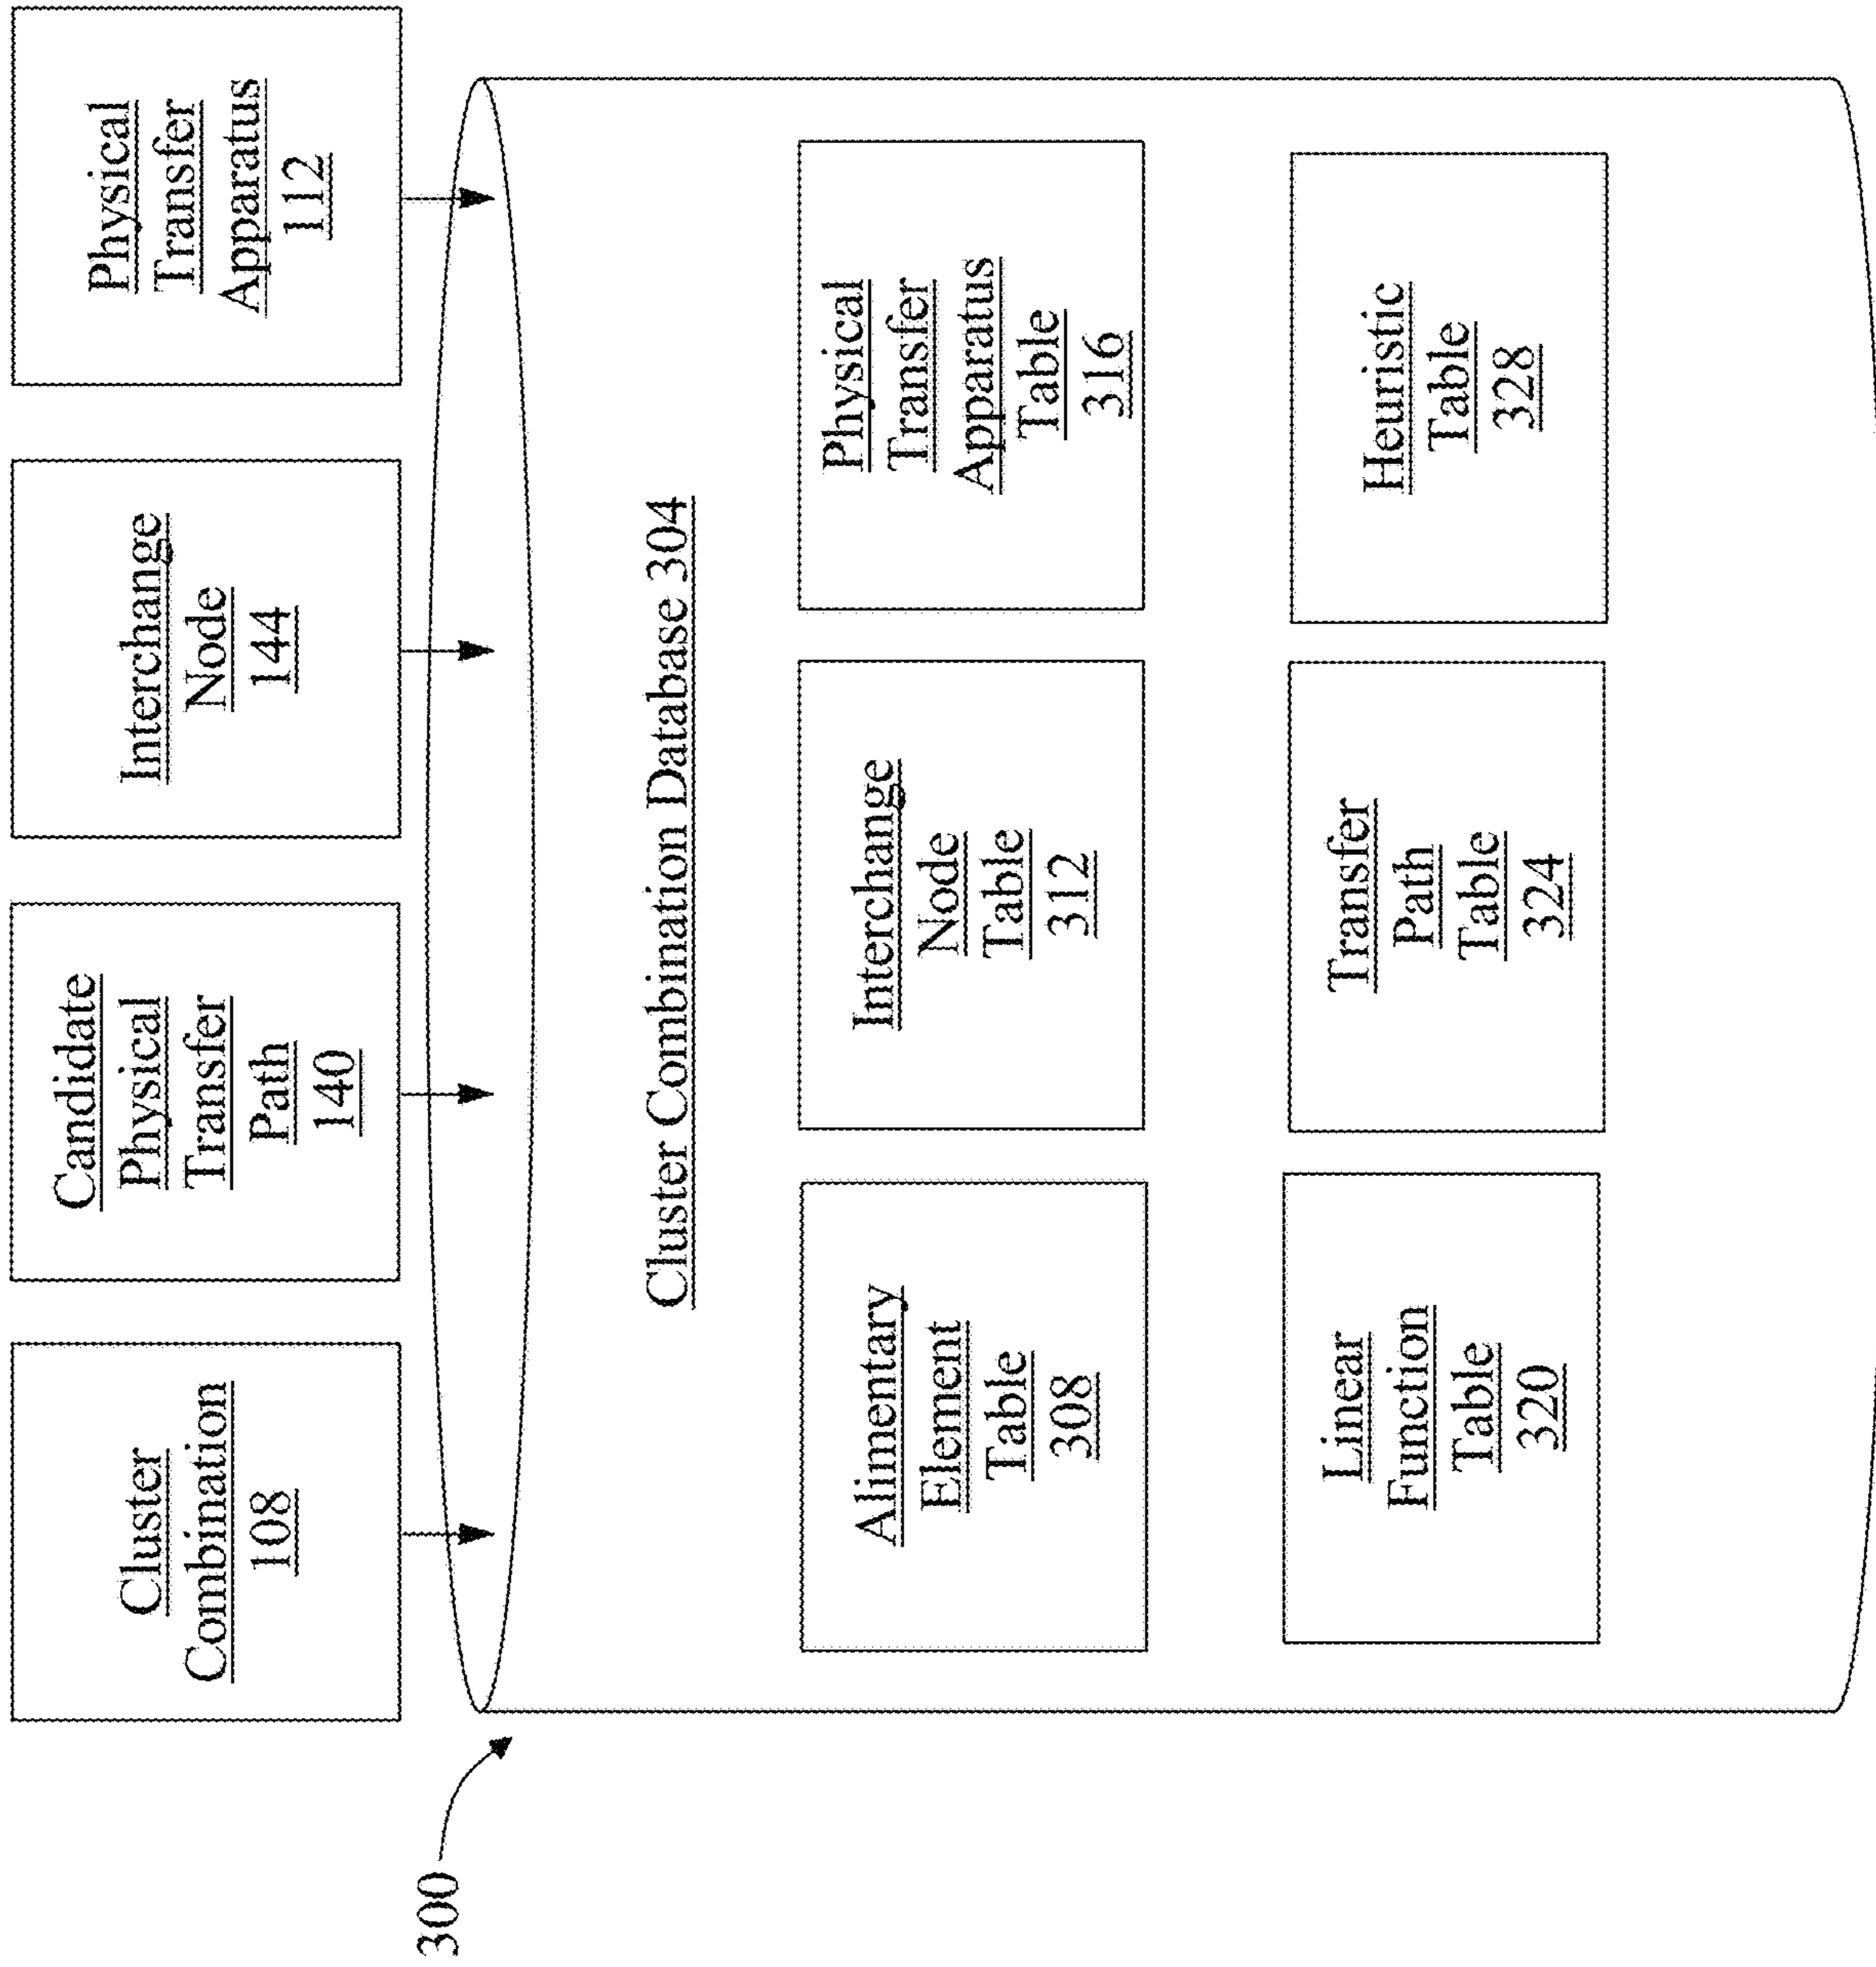 Cluster
Combination
108
Candidate
Physical
Transfer
Path
140
Interchange
Node
144
Physical
Transfer
Apparatus
112
300
Cluster Combination Database 304
Alimentary
Element
Table
308
Interchange
Node
Table
312
Physical
Transfer
Apparatus
Table
316
Linear
Function
Table
320
Transfer
Path
Table
324
Heuristic
Table
328